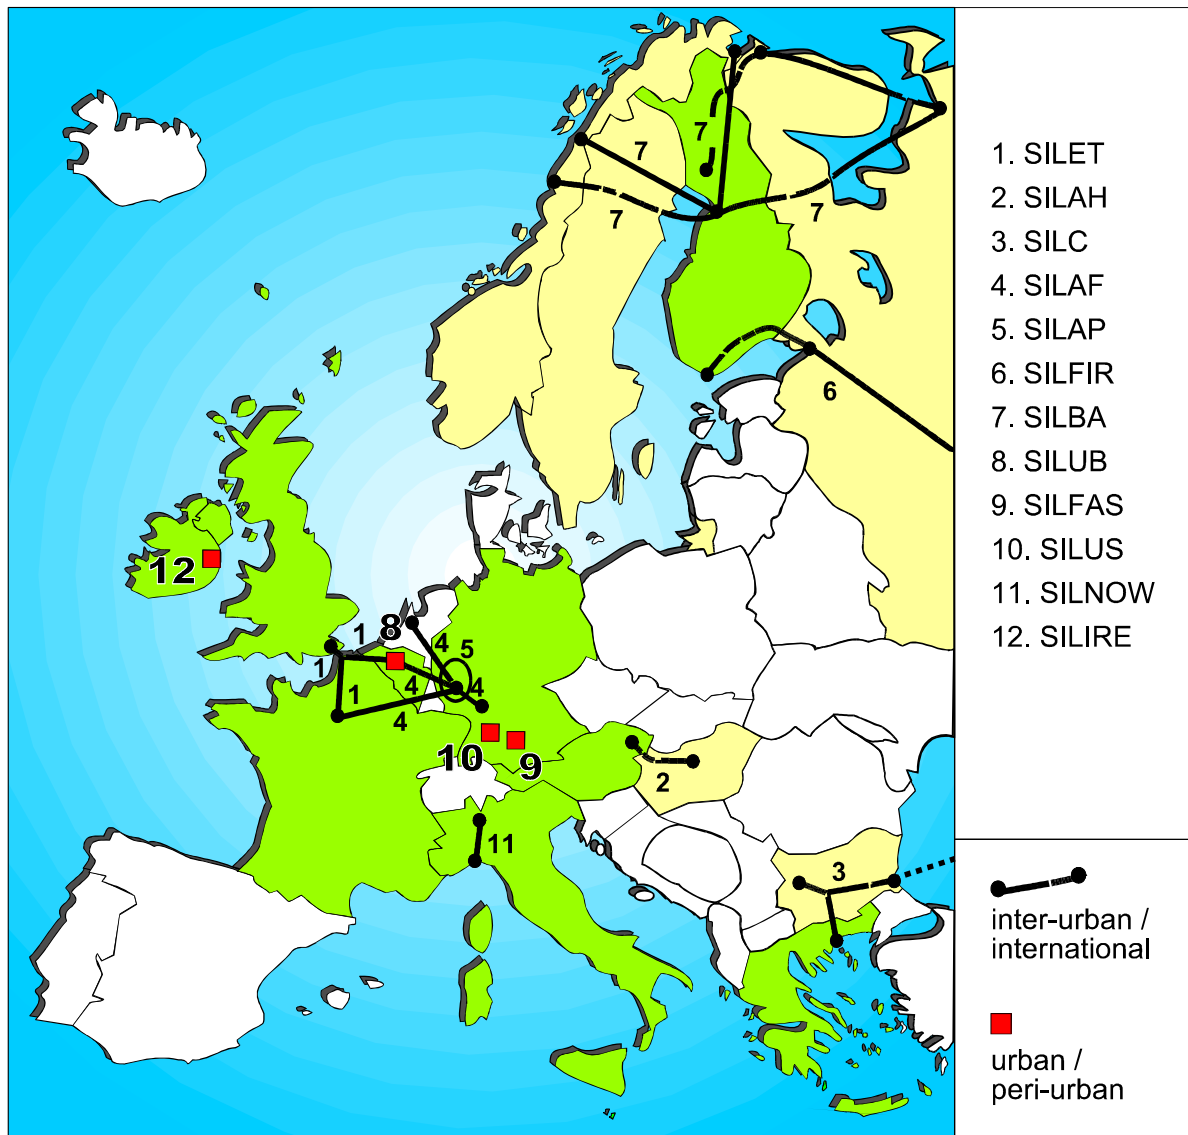 7
7
7
7
6
12
1
8
4
5
1
4
4
1
4
10
9
2
11
3
1. SILET
2. SILAH
3. SILC
4. SILAF
5. SILAP
6. SILFIR
7. SILBA
8. SILUB
9. SILFAS
10. SILUS
11. SILNOW
12. SILIRE
inter-urban /
international
urban /
peri-urban